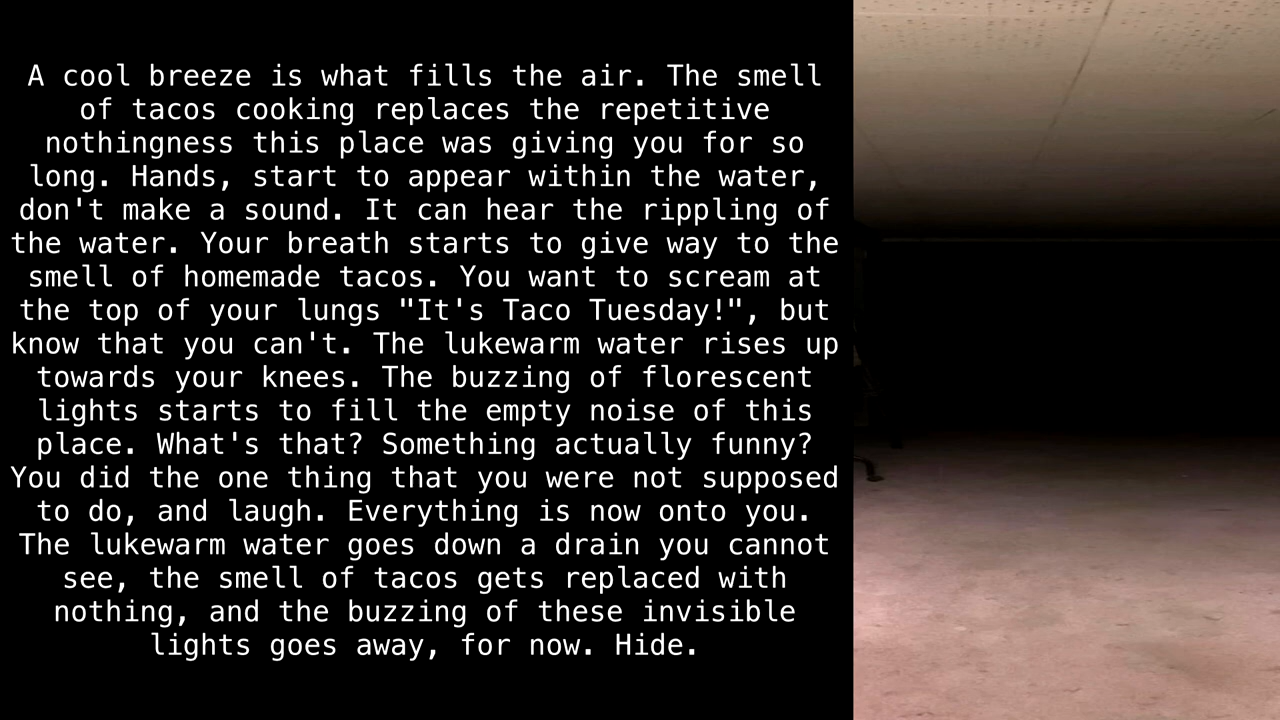 A cool breeze is what fills the air. The smell
of tacos cooking replaces the repetitive
nothingness this place was giving you for so
long. Hands, start to appear within the water,
don't make a sound. It can hear the rippling of
the water. Your breath starts to give way to the
smell of homemade tacos. You want to scream at
the top of your lungs "It's Taco Tuesday!", but
know that you can't. The lukewarm water rises up
towards your knees. The buzzing of florescent
lights starts to fill the empty noise of this
place. What's that? Something actually funny?
You did the one thing that you were not supposed
to do, and laugh. Everything is now onto you.
The lukewarm water goes down a drain you cannot
see, the smell of tacos gets replaced with
nothing, and the buzzing of these invisible
lights goes away, for now. Hide.